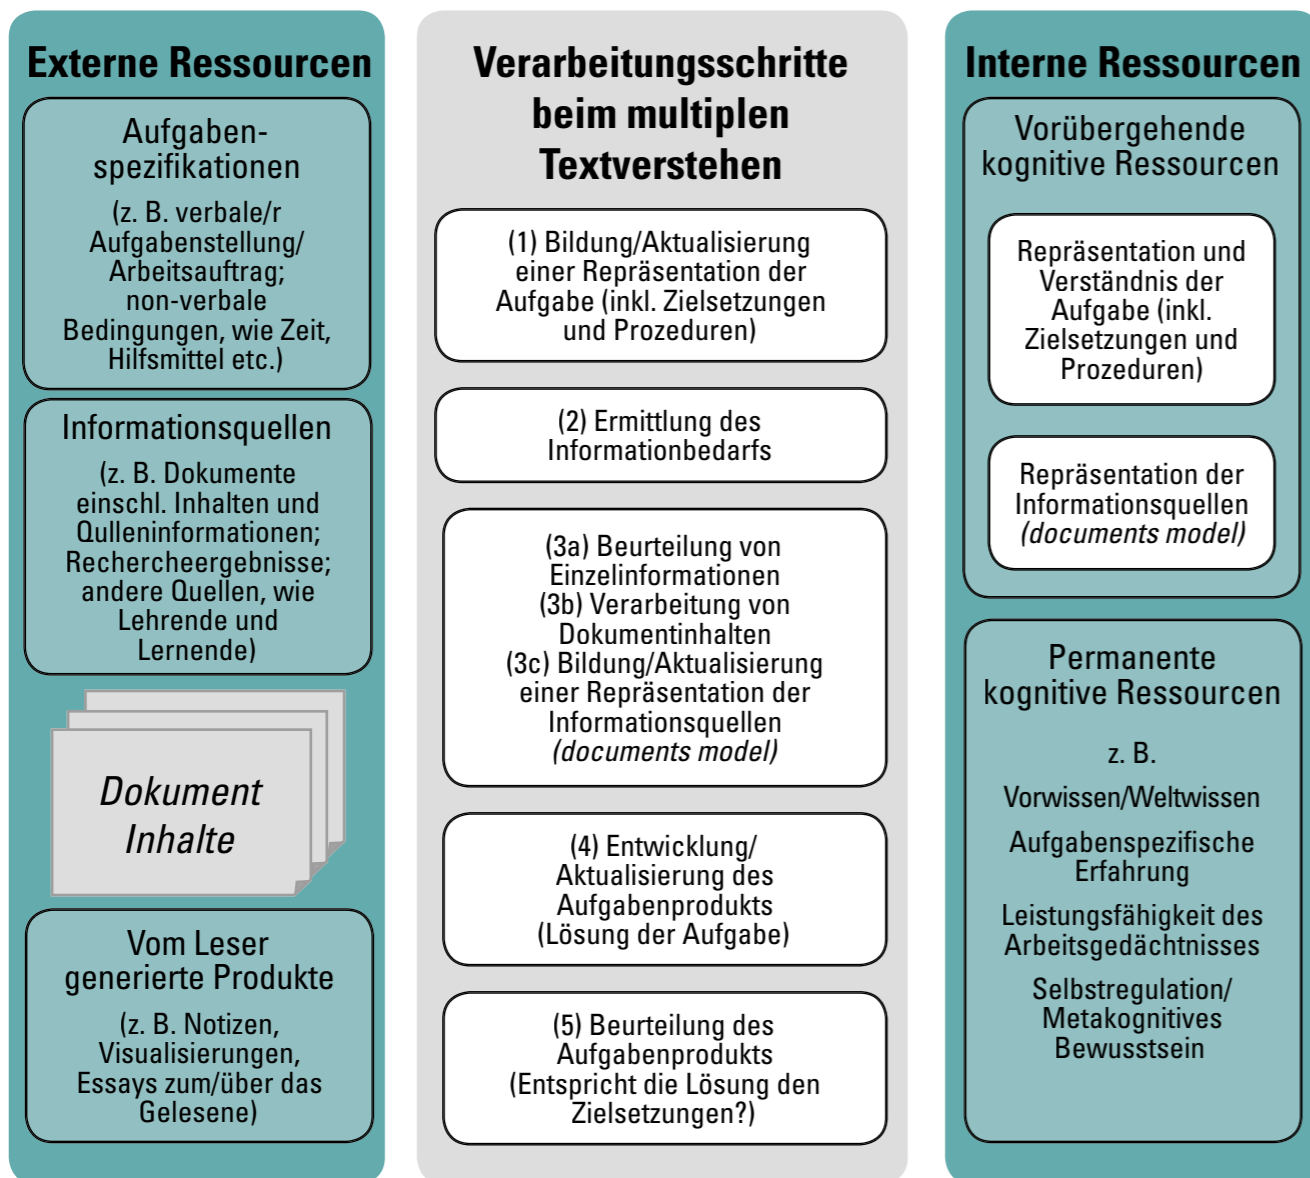 Externe Ressourcen
Aufgaben-
spezifikationen
(z. B. verbale/r
Aufgabenstellung/
Arbeitsauftrag;
non-verbale
Bedingungen, wie Zeit,
Hilfsmittel etc.)
Informationsquellen
(z. B. Dokumente
einschl. Inhalten und
Qulleninformationen;
Rechercheergebnisse;
andere Quellen, wie
Lehrende und
Lernende)
Dokument
Inhalte
Vom Leser
generierte Produkte
(z. B. Notizen,
Visualisierungen,
Essays zum/über das
Gelesene)
Verarbeitungsschritte
beim multiplen
Textverstehen
(1) Bildung/Aktualisierung
einer Repräsentation der
Aufgabe (inkl. Zielsetzungen
und Prozeduren)
(2) Ermittlung des
Informationbedarfs
(3a) Beurteilung von
Einzelinformationen
(3b) Verarbeitung von
Dokumentinhalten
(3c) Bildung/Aktualisierung
einer Repräsentation der
Informationsquellen
(documents model)
(4) Entwicklung/
Aktualisierung des
Aufgabenprodukts
(Lösung der Aufgabe)
(5) Beurteilung des
Aufgabenprodukts
(Entspricht die Lösung den
Zielsetzungen?)
Interne Ressourcen
Vorübergehende
kognitive Ressourcen
Repräsentation und
Verständnis der
Aufgabe (inkl.
Zielsetzungen und
Prozeduren)
Repräsentation der
Informationsquellen
(documents model)
Permanente
kognitive Ressourcen
z. B.
Vorwissen/Weltwissen
Aufgabenspezifische
Erfahrung
Leistungsfähigkeit des
Arbeitsgedächtnisses
Selbstregulation/
Metakognitives
Bewusstsein